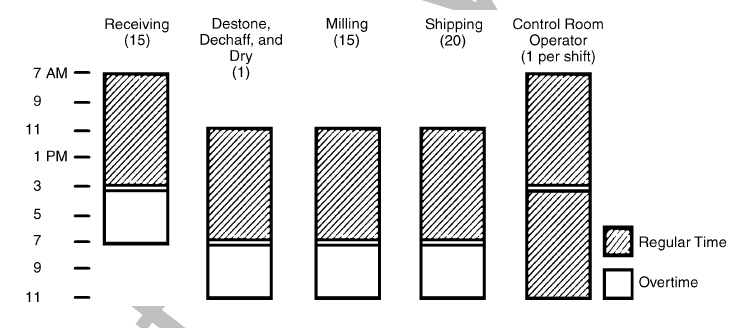 Receiving
(15)
Destone,
Dechaff, and
Dry
(1)
Milling
(15)
Shipping
(20)
Control Room
Operator
(1 per shift)
7 AM
9
11
1 PM
3
5
7
9
11
Regular Time
Overtime